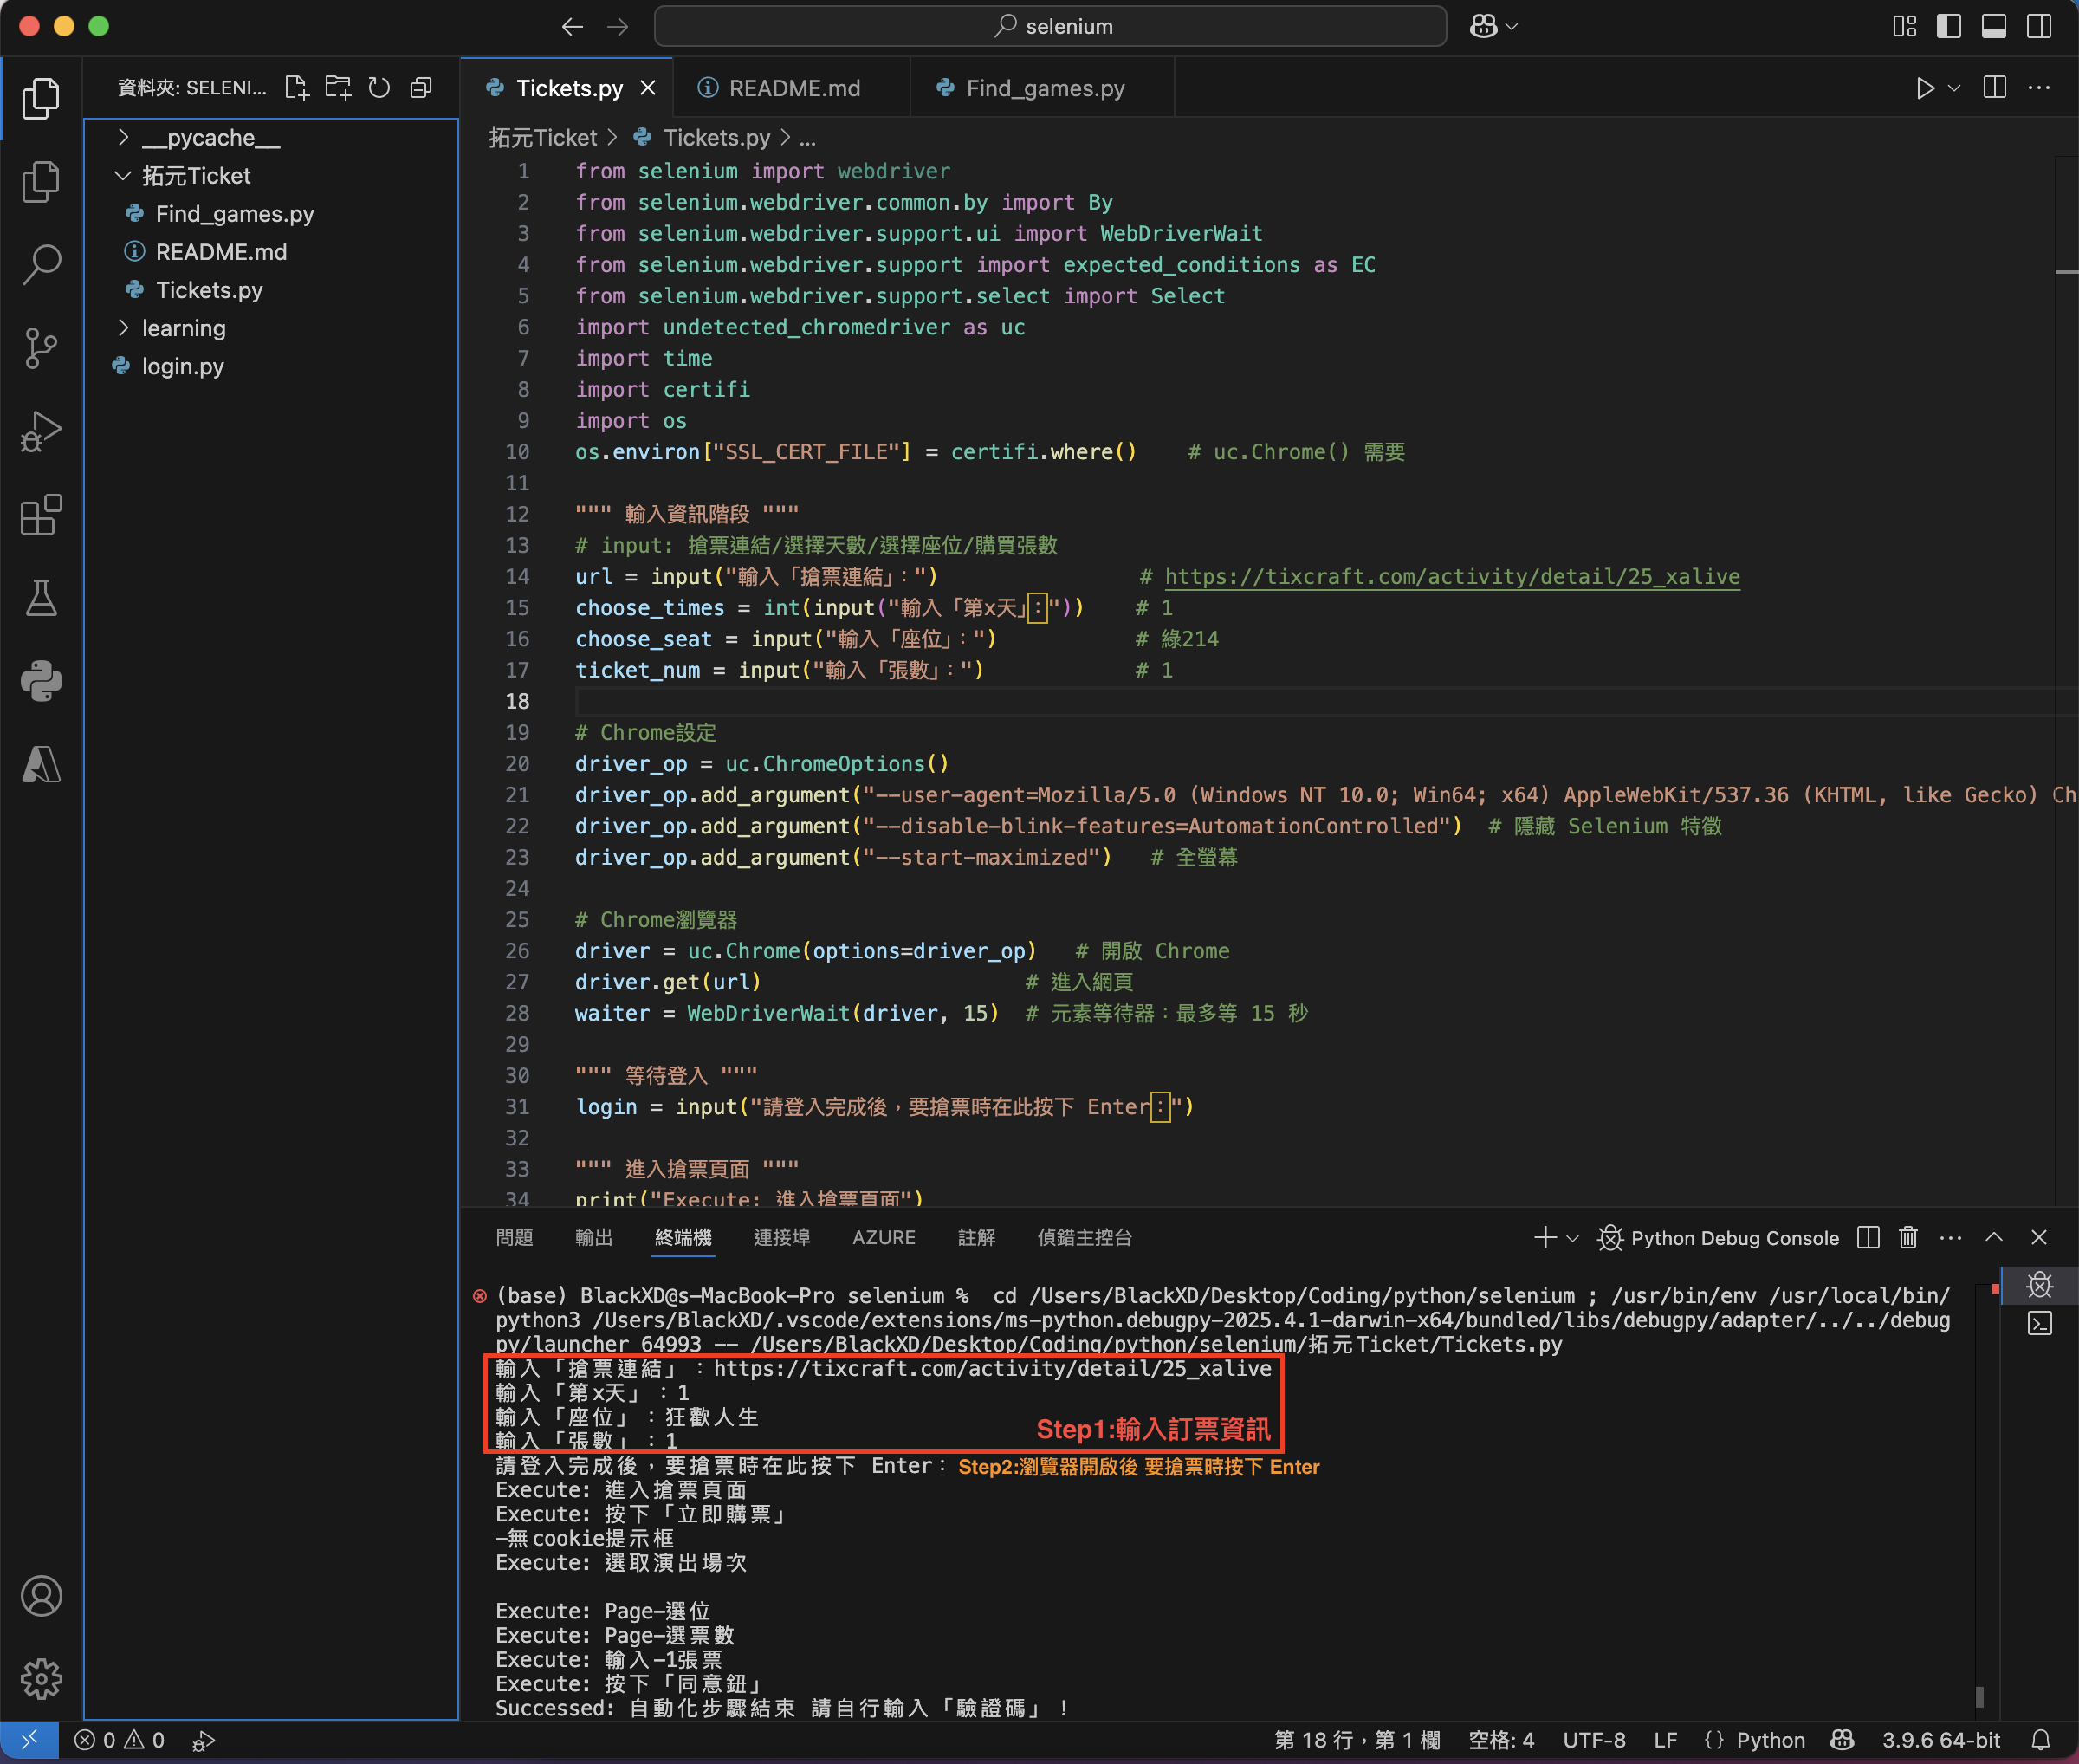 selenium
資料夾: SELENI...
Tickets.py
README.md
Find_games.py
__pycache__
拓元Ticket
Find_games.py
README.md
Tickets.py
learning
login.py
拓元Ticket > Tickets.py > ...
1 from selenium import webdriver
2 from selenium.webdriver.common.by import By
3 from selenium.webdriver.support.ui import WebDriverWait
4 from selenium.webdriver.support import expected_conditions as EC
5 from selenium.webdriver.support.select import Select
6 import undetected_chromedriver as uc
7 import time
8 import certifi
9 import os
10 os.environ["SSL_CERT_FILE"] = certifi.where() # uc.Chrome() 需要
11
12 """ 輸入資訊階段 """
13 # input: 搶票連結/選擇天數/選擇座位/購買張數
14 url = input("輸入「搶票連結」：") # https://tixcraft.com/activity/detail/25_xalive
15 choose_times = int(input("輸入「第x天」：")) # 1
16 choose_seat = input("輸入「座位」：") # 綠214
17 ticket_num = input("輸入「張數」：") # 1
18
19 # Chrome設定
20 driver_op = uc.ChromeOptions()
21 driver_op.add_argument("--user-agent=Mozilla/5.0 (Windows NT 10.0; Win64; x64) AppleWebKit/537.36 (KHTML, like Gecko) Ch
22 driver_op.add_argument("--disable-blink-features=AutomationControlled") # 隱藏 Selenium 特徵
23 driver_op.add_argument("--start-maximized") # 全螢幕
24
25 # Chrome瀏覽器
26 driver = uc.Chrome(options=driver_op) # 開啟 Chrome
27 driver.get(url) # 進入網頁
28 waiter = WebDriverWait(driver, 15) # 元素等待器：最多等 15 秒
29
30 """ 等待登入 """
31 login = input("請登入完成後，要搶票時在此按下 Enter：")
32
33 """ 進入搶票頁面 """
34 print("Execute: 進入搶票頁面")
問題 輸出 終端機 連接埠 AZURE 註解 偵錯主控台
Python Debug Console
(base) BlackXD@s-MacBook-Pro selenium % cd /Users/BlackXD/Desktop/Coding/python/selenium ; /usr/bin/env /usr/local/bin/
python3 /Users/BlackXD/.vscode/extensions/ms-python.debugpy-2025.4.1-darwin-x64/bundled/libs/debugpy/adapter/../../debug
py/launcher 64993 -- /Users/BlackXD/Desktop/Coding/python/selenium/拓元Ticket/Tickets.py
輸入「搶票連結」：https://tixcraft.com/activity/detail/25_xalive
輸入「第x天」：1
輸入「座位」：狂歡人生
輸入「張數」：1
Step1:輸入訂票資訊
請登入完成後，要搶票時在此按下 Enter： Step2:瀏覽器開啟後 要搶票時按下 Enter
Execute: 進入搶票頁面
Execute: 按下「立即購票」
-無cookie提示框
Execute: 選取演出場次
Execute: Page-選位
Execute: Page-選票數
Execute: 輸入-1張票
Execute: 按下「同意鈕」
Successed: 自動化步驟結束 請自行輸入「驗證碼」！
0 0
第 18 行，第 1 欄 空格: 4 UTF-8 LF {} Python 3.9.6 64-bit